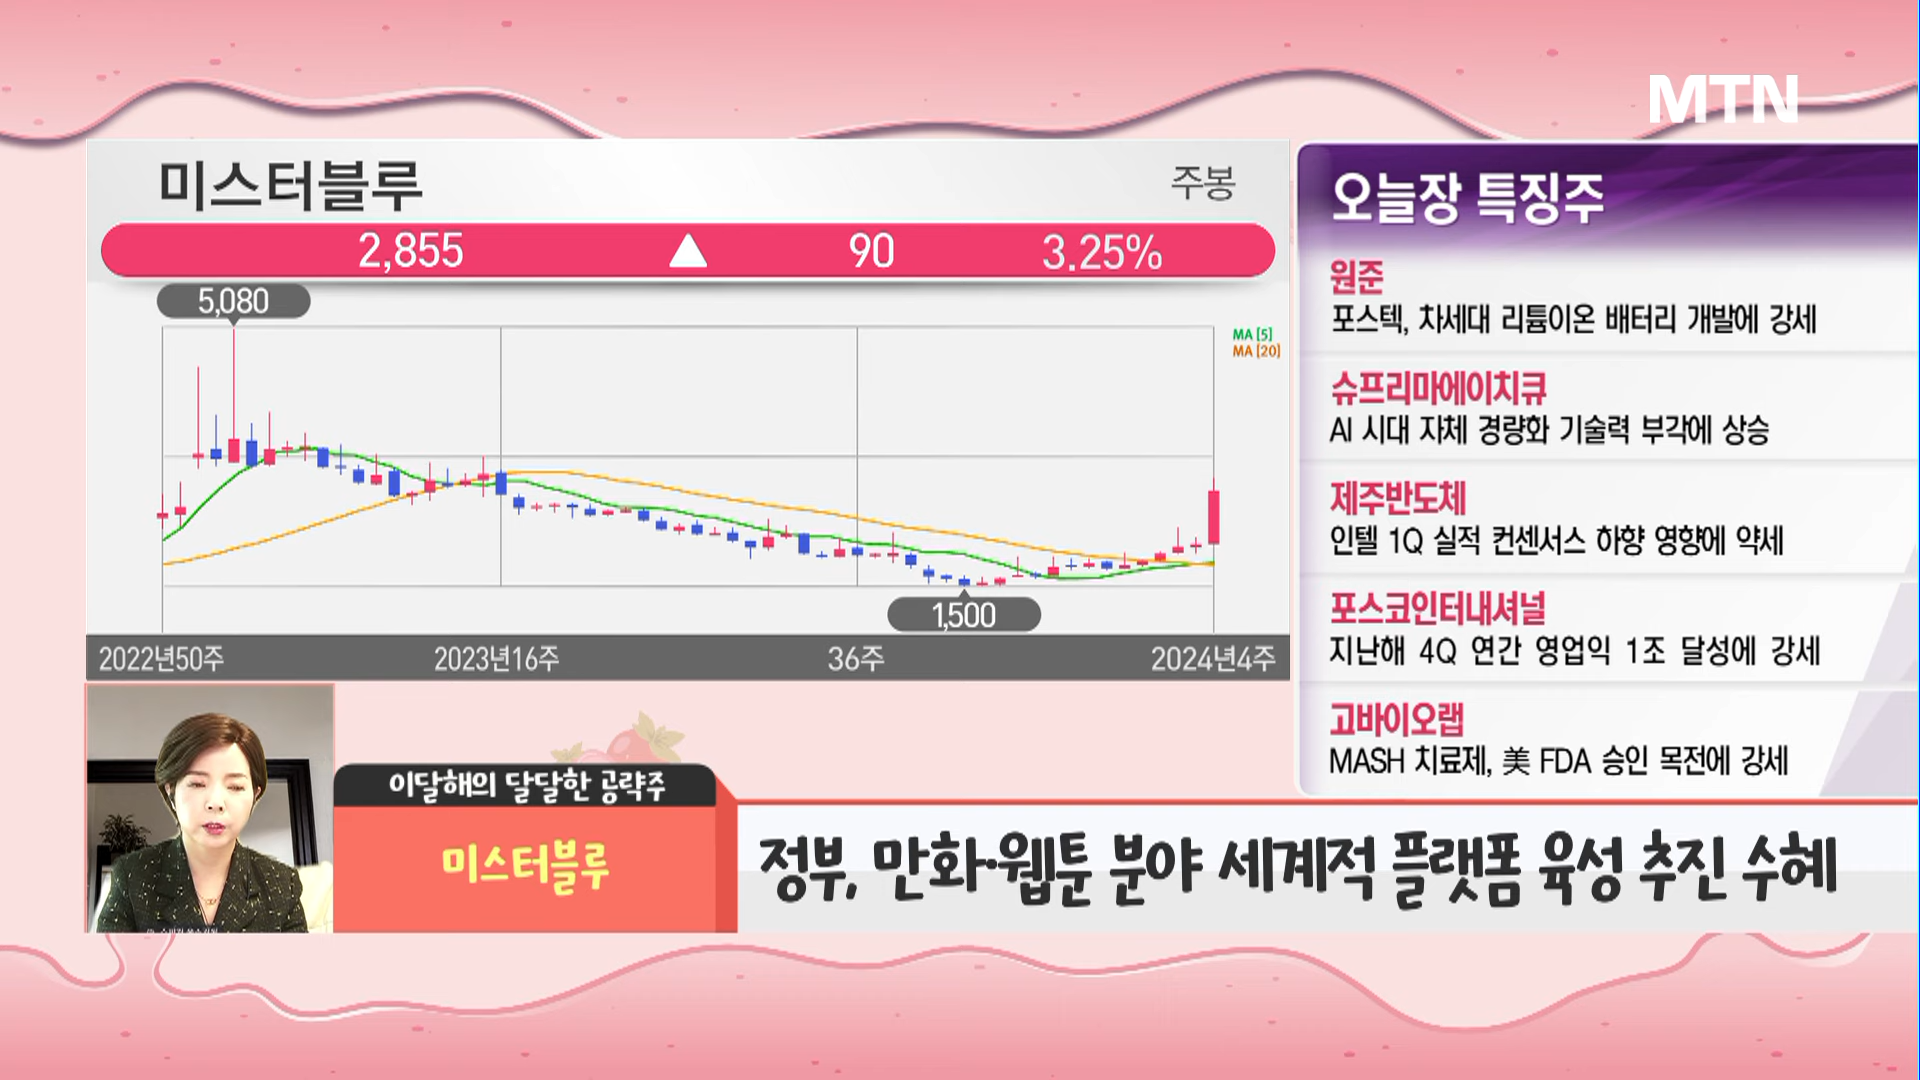 MTN
미스터블루
주봉
2,855 ▲ 90 3.25%
5,080
MA [5]
MA [20]
1,500
2022년50주 2023년16주 36주 2024년4주
오늘장 특징주
원준
포스텍, 차세대 리튬이온 배터리 개발에 강세
슈프리마에이치큐
AI 시대 자체 경량화 기술력 부각에 상승
제주반도체
인텔 1Q 실적 컨센서스 하향 영향에 약세
포스코인터내셔널
지난해 4Q 연간 영업익 1조 달성에 강세
고바이오랩
MASH 치료제, 美 FDA 승인 목전에 강세
이달해의 달달한 공략주
미스터블루
정부, 만화·웹툰 분야 세계적 플랫폼 육성 추진 수혜